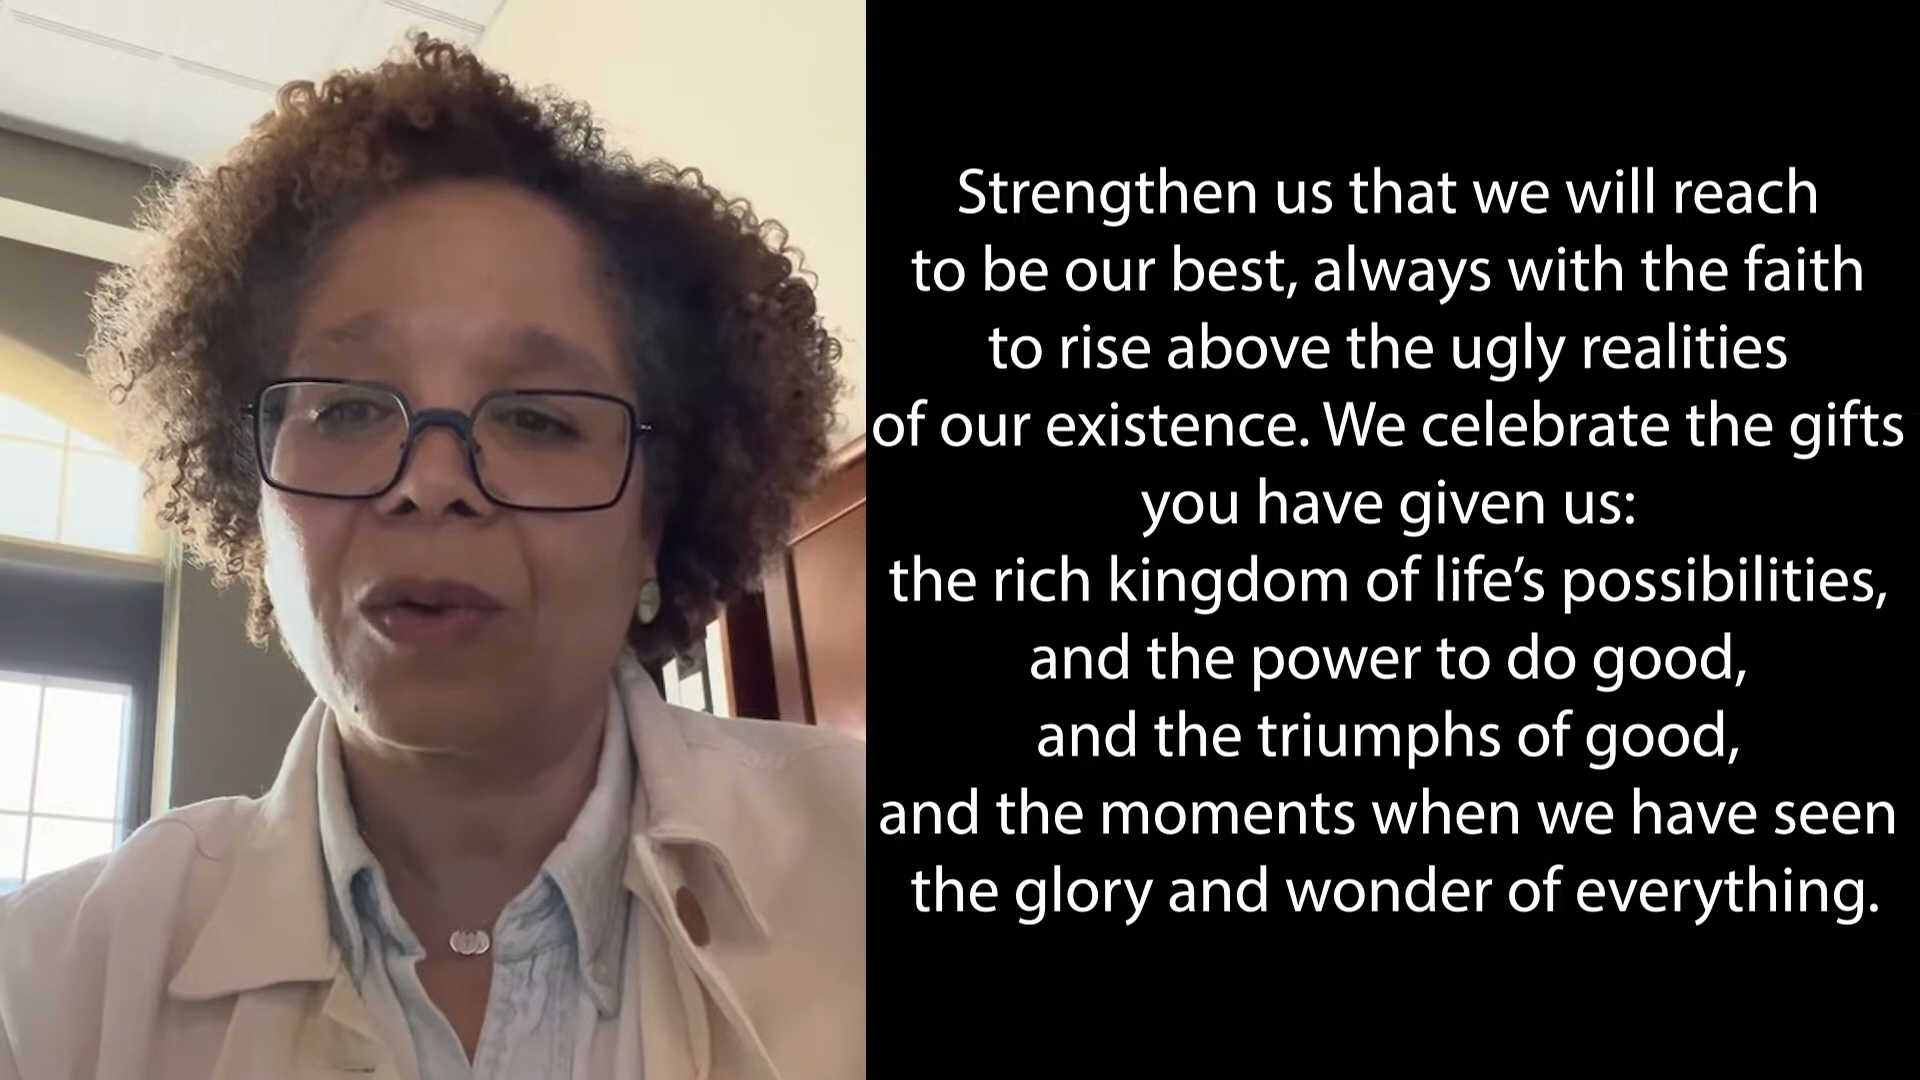 Strengthen us that we will reach
to be our best, always with the faith
to rise above the ugly realities
of our existence. We celebrate the gifts
you have given us:
the rich kingdom of life’s possibilities,
and the power to do good,
and the triumphs of good,
and the moments when we have seen
the glory and wonder of everything.